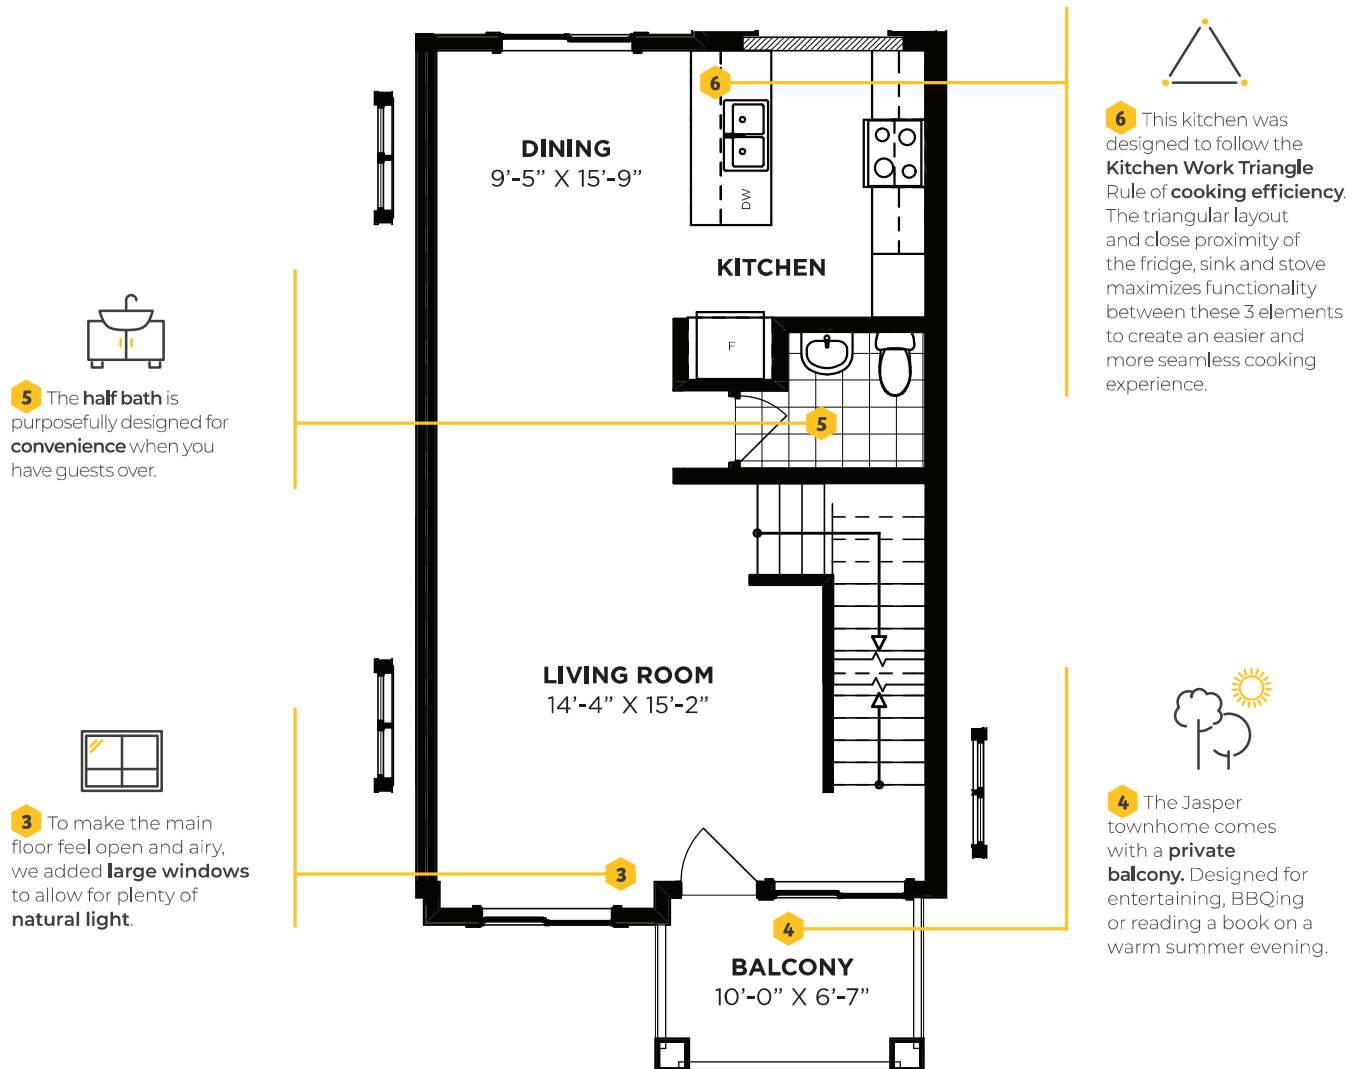 DINING
9'-5” X 15'-9”
6
DW
KITCHEN
F
5
LIVING ROOM
14'-4” X 15'-2”
3
4
BALCONY
10'-0” X 6'-7”
5 The half bath is
purposefully designed for
convenience when you
have guests over.
3 To make the main
floor feel open and airy,
we added large windows
to allow for plenty of
natural light.
6 This kitchen was
designed to follow the
Kitchen Work Triangle
Rule of cooking efficiency.
The triangular layout
and close proximity of
the fridge, sink and stove
maximizes functionality
between these 3 elements
to create an easier and
more seamless cooking
experience.
4 The Jasper
townhome comes
with a private
balcony. Designed for
entertaining, BBQing
or reading a book on a
warm summer evening.